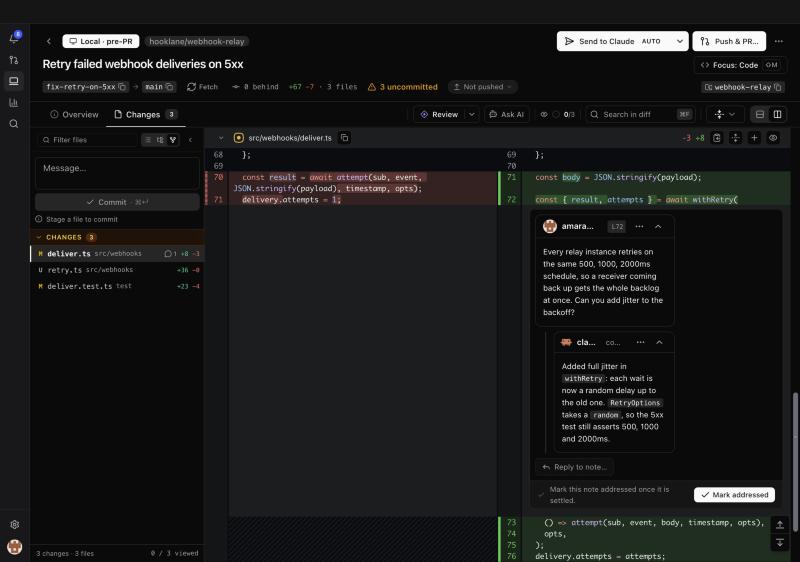 8
Local · pre-PR
hooklane/webhook-relay
Send to Claude AUTO
Push & PR...
Retry failed webhook deliveries on 5xx
Focus: Code ⊙M
fix-retry-on-5xx
main
Fetch
0 behind
+67 -7 · 3 files
3 uncommitted
Not pushed
webhook-relay
Overview
Changes 3
Review
Ask AI
0/3
Search in diff ⌘F
Filter files
Message...
Commit · ⌘↵
Stage a file to commit
CHANGES 3
M deliver.ts src/webhooks 1 +8 -3
U retry.ts src/webhooks +36 -0
M deliver.test.ts test +23 -4
3 changes · 3 files
0 / 3 viewed
src/webhooks/deliver.ts
-3 +8
68 };
69
70 const result = await attempt(sub, event,
JSON.stringify(payload), timestamp, opts);
71 delivery.attempts = 1;
69 };
70
71 const body = JSON.stringify(payload);
72 const { result, attempts } = await withRetry(
amara... L72
Every relay instance retries on
the same 500, 1000, 2000ms
schedule, so a receiver coming
back up gets the whole backlog
at once. Can you add jitter to the
backoff?
cla... co...
Added full jitter in
withRetry: each wait is
now a random delay up to
the old one. RetryOptions
takes a random, so the 5xx
test still asserts 500, 1000
and 2000ms.
Reply to note...
Mark this note addressed once it is
settled.
Mark addressed
73 () => attempt(sub, event, body, timestamp, opts),
74 opts,
75 );
76 delivery.attempts = attempts;